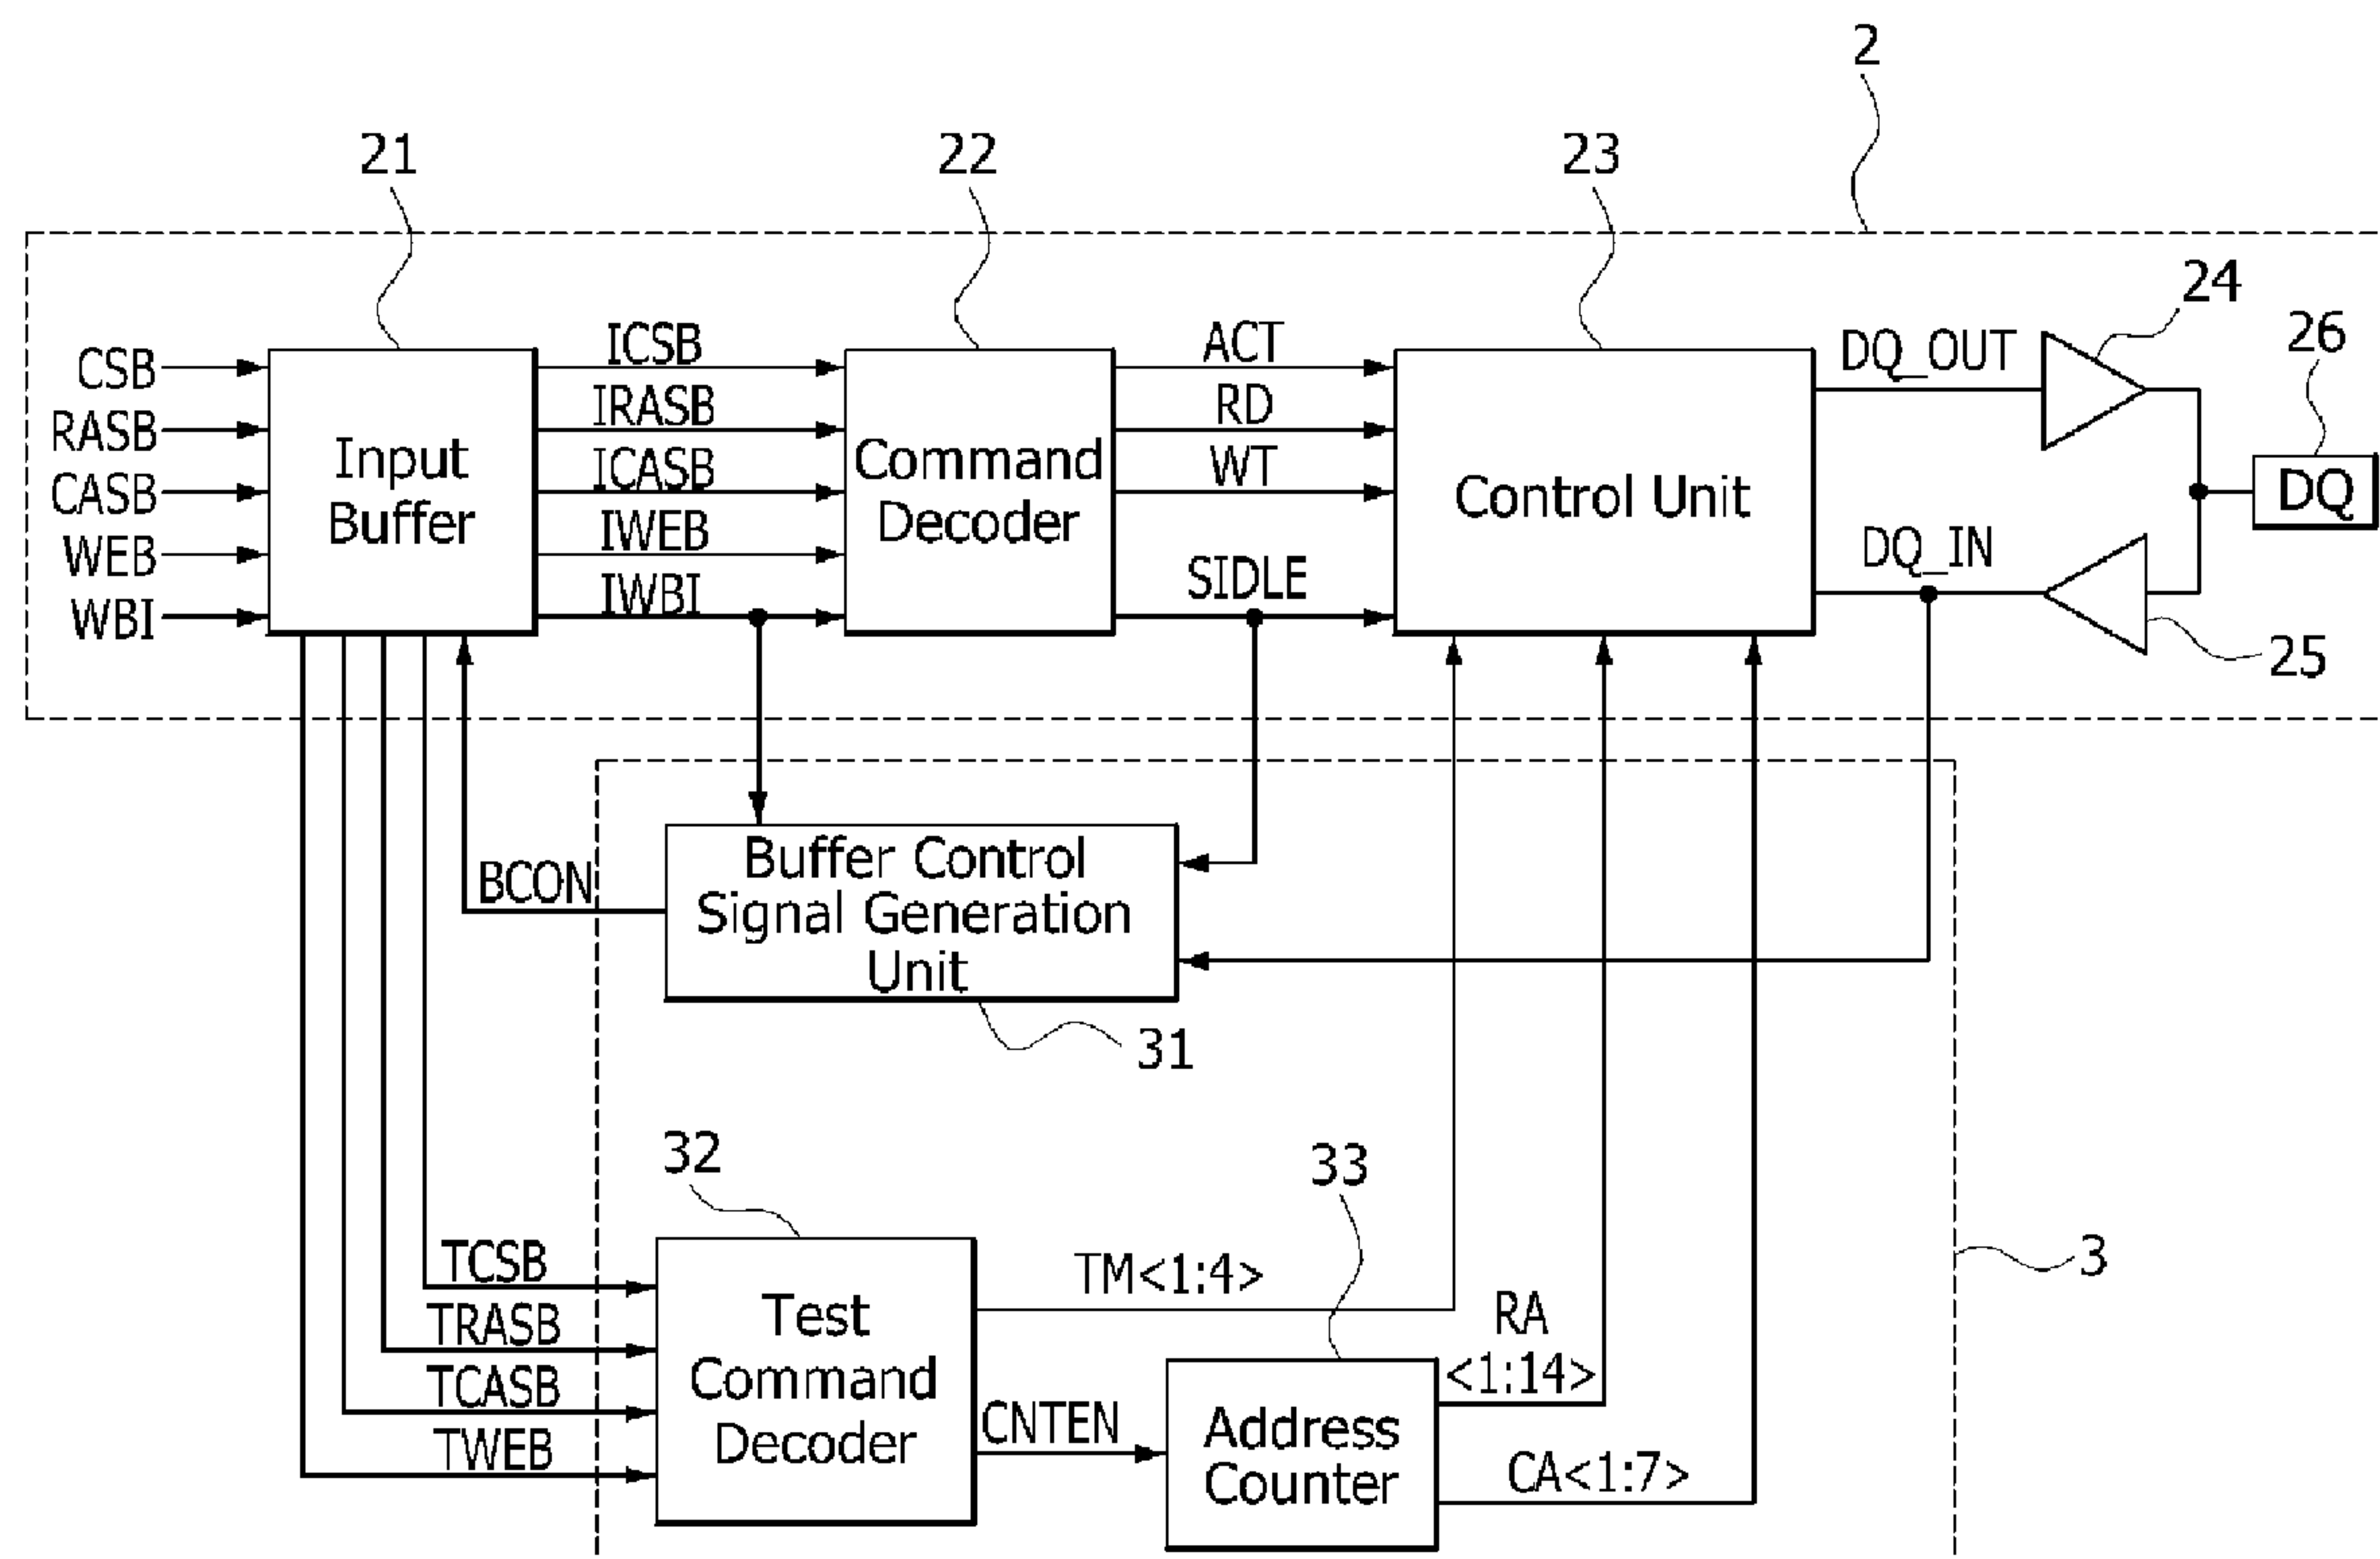 2
21
22
23
24
26
CSB
RASB
CASB
WEB
WBI
Input
Buffer
ICSB
IRASB
ICASB
IWEB
IWBI
Command
Decoder
ACT
RD
WT
SIDLE
Control Unit
DQ_OUT
DQ_IN
DQ
25
BCON
Buffer Control
Signal Generation
Unit
31
32
33
3
TCSB
TRASB
TCASB
TWEB
Test
Command
Decoder
TM<1:4>
CNTEN
Address
Counter
RA
<1:14>
CA<1:7>